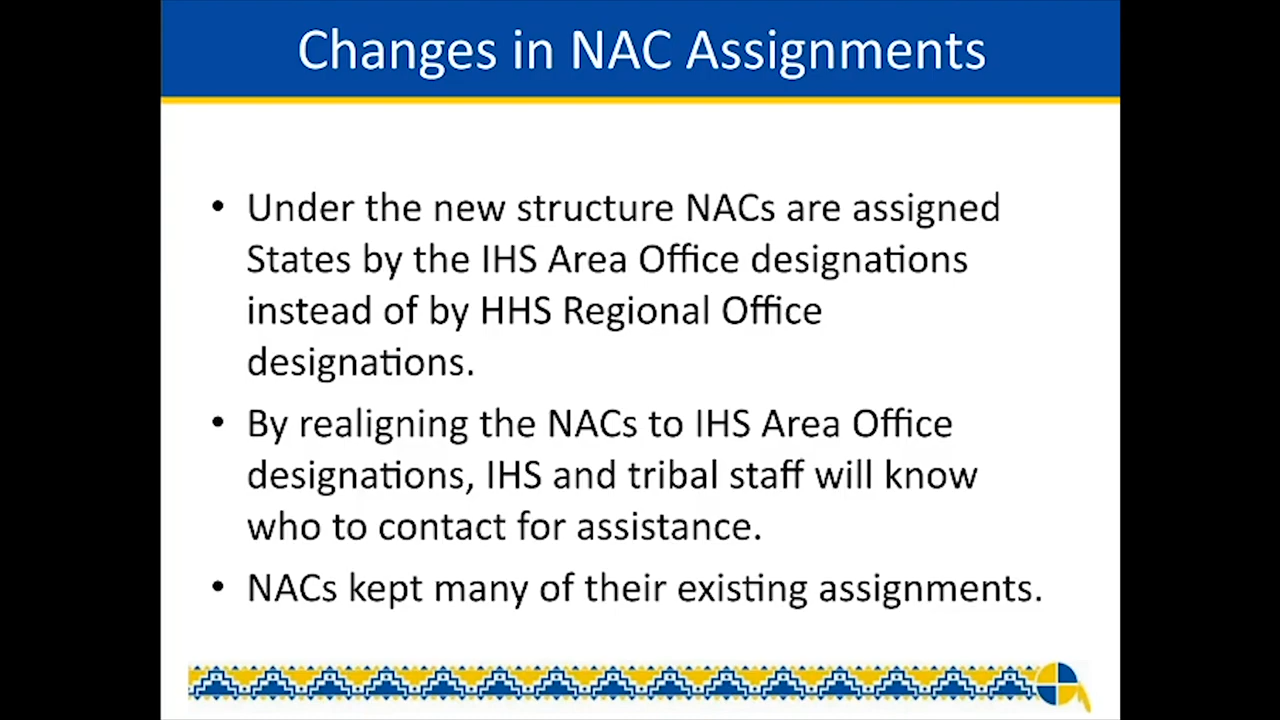 Changes in NAC Assignments
• Under the new structure NACs are assigned
States by the IHS Area Office designations
instead of by HHS Regional Office
designations.
• By realigning the NACs to IHS Area Office
designations, IHS and tribal staff will know
who to contact for assistance.
• NACs kept many of their existing assignments.